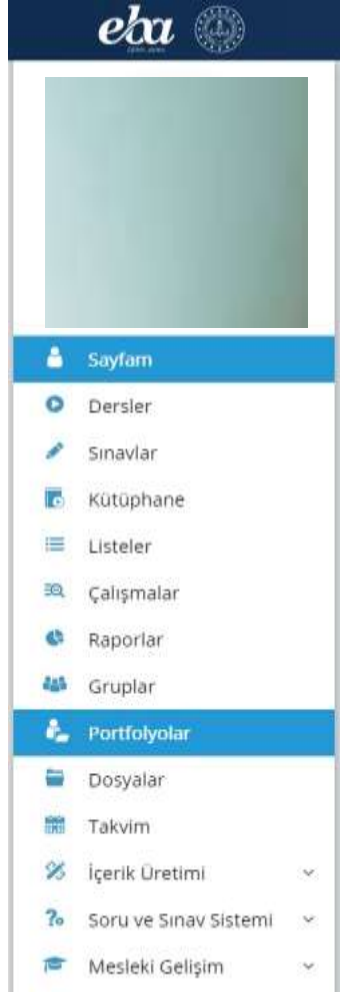 eba
Sayfam
Dersler
Sınavlar
Kütüphane
Listeler
Çalışmalar
Raporlar
Gruplar
Portfolyolar
Dosyalar
Takvim
İçerik Üretimi
Soru ve Sınav Sistemi
Mesleki Gelişim